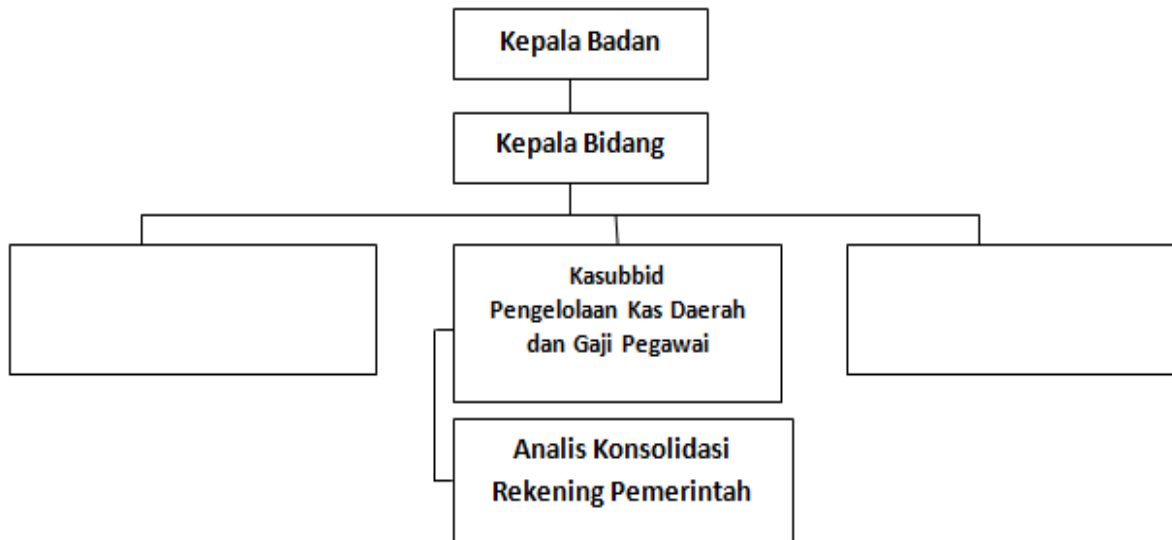 Kepala Badan
Kepala Bidang
Kasubbid
Pengelolaan Kas Daerah
dan Gaji Pegawai
Analis Konsolidasi
Rekening Pemerintah